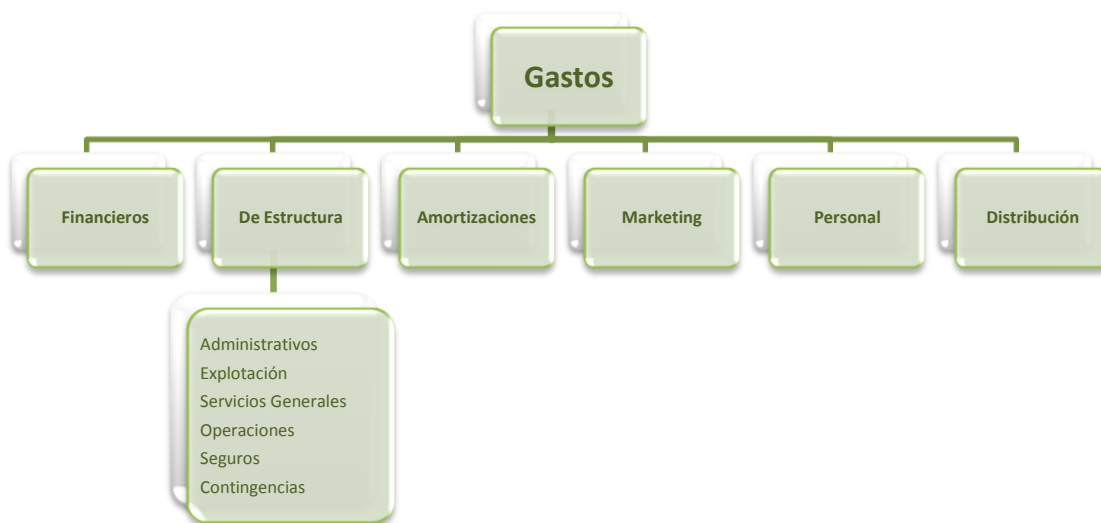 Gastos
Financieros
De Estructura
Amortizaciones
Marketing
Personal
Distribución
Administrativos
Explotación
Servicios Generales
Operaciones
Seguros
Contingencias